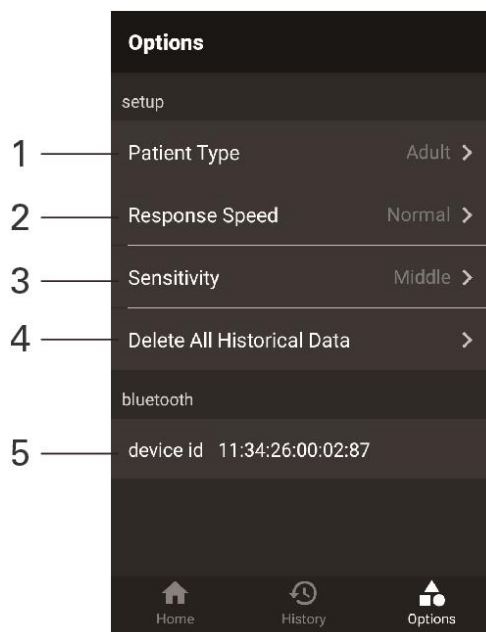 Options
setup
1 Patient Type Adult >
2 Response Speed Normal >
3 Sensitivity Middle >
4 Delete All Historical Data >
bluetooth
5 device id 11:34:26:00:02:87
Home History Options